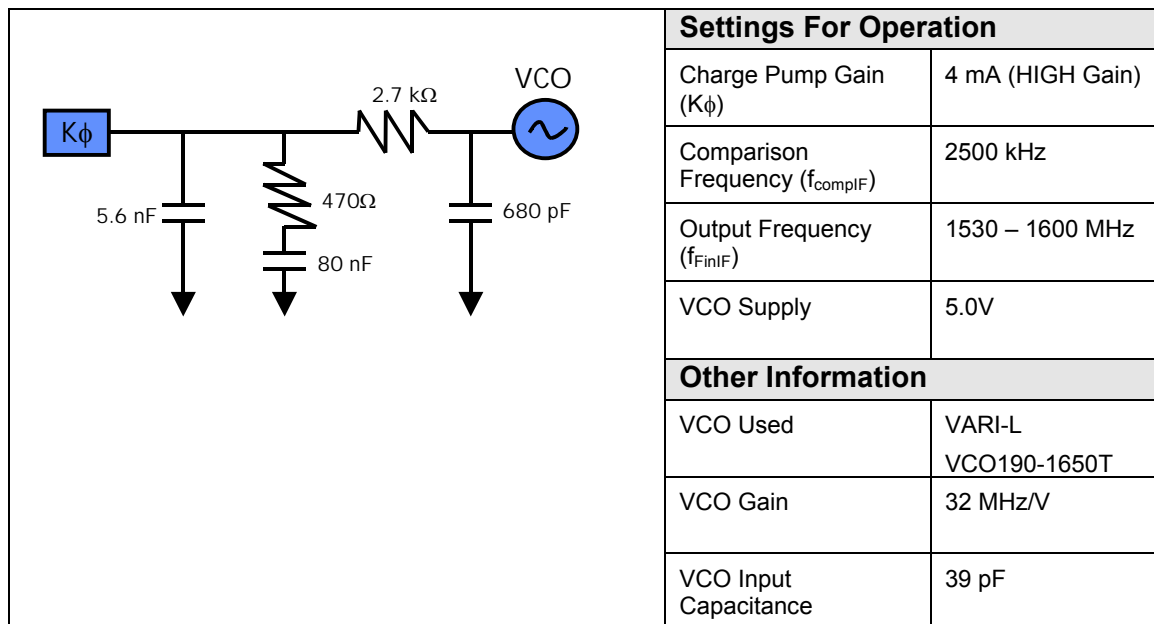 VCO
2.7 kΩ
Kϕ
470Ω
5.6 nF
680 pF
80 nF
Settings For Operation
Charge Pump Gain
(Kϕ)
4 mA (HIGH Gain)
Comparison
Frequency (fcompIF)
2500 kHz
Output Frequency
(fFinIF)
1530 – 1600 MHz
VCO Supply
5.0V
Other Information
VCO Used
VARI-L
VCO190-1650T
VCO Gain
32 MHz/V
VCO Input
Capacitance
39 pF